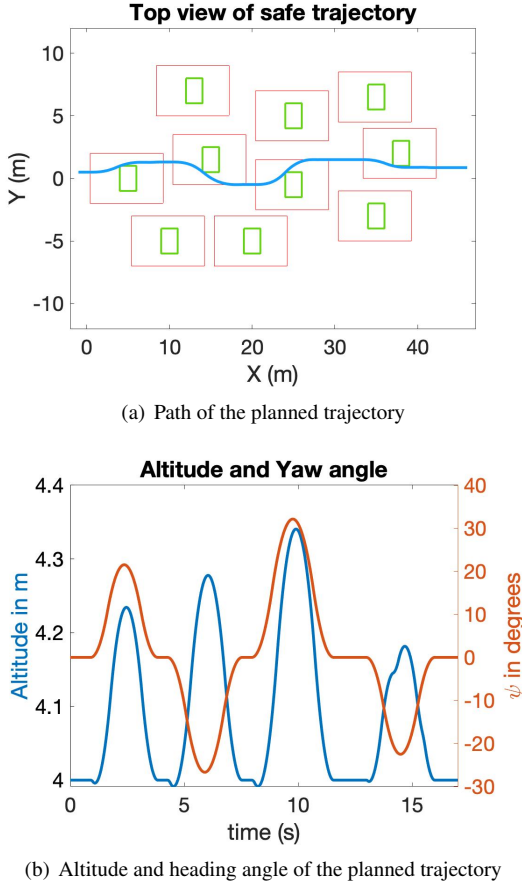 Top view of safe trajectory
10
5
0
-5
-10
Y (m)
0 10 20 30 40
X (m)
(a) Path of the planned trajectory
Altitude and Yaw angle
4.4
4.3
4.2
4.1
4
Altitude in m
40
30
20
10
0
-10
-20
-30
ψ in degrees
0 5 10 15
time (s)
(b) Altitude and heading angle of the planned trajectory